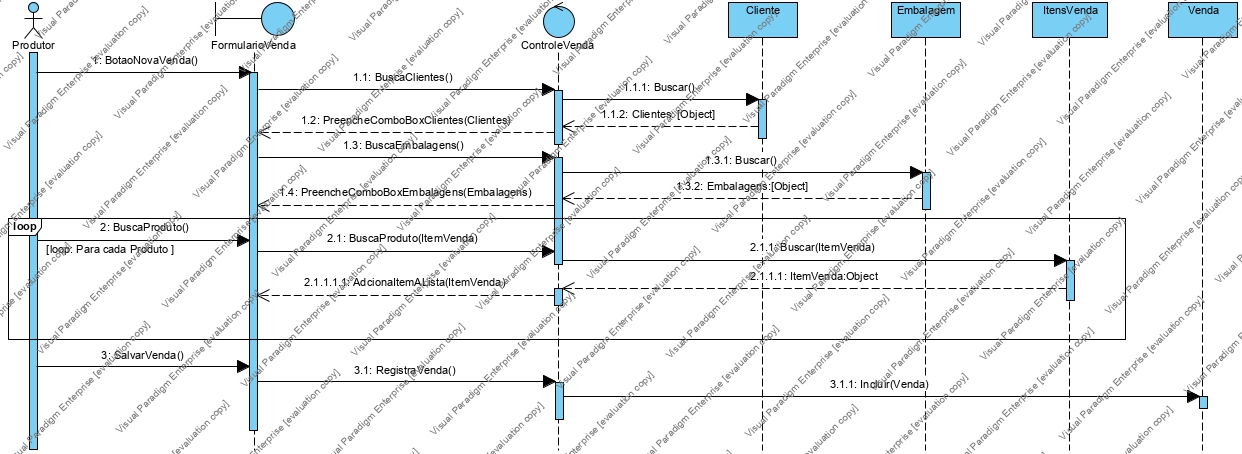 Produtor
FormularioVenda
ControleVenda
Cliente
Embalagem
ItensVenda
Venda
1: BotaoNovaVenda()
1.1: BuscaClientes()
1.1.1: Buscar()
1.1.2: Clientes:[Object]
1.2: PreencheComboBoxClientes(Clientes)
1.3: BuscaEmbalagens()
1.3.1: Buscar()
1.3.2: Embalagens:[Object]
1.4: PreencheComboBoxEmbalagens(Embalagens)
loop
2: BuscaProduto()
[loop: Para cada Produto ]
2.1: BuscaProduto(ItemVenda)
2.1.1: Buscar(ItemVenda)
2.1.1.1: ItemVenda:Object
2.1.1.1.1: AdcionaItemALista(ItemVenda)
3: SalvarVenda()
3.1: RegistraVenda()
3.1.1: Incluir(Venda)
Visual Paradigm Enterprise [evaluation copy]